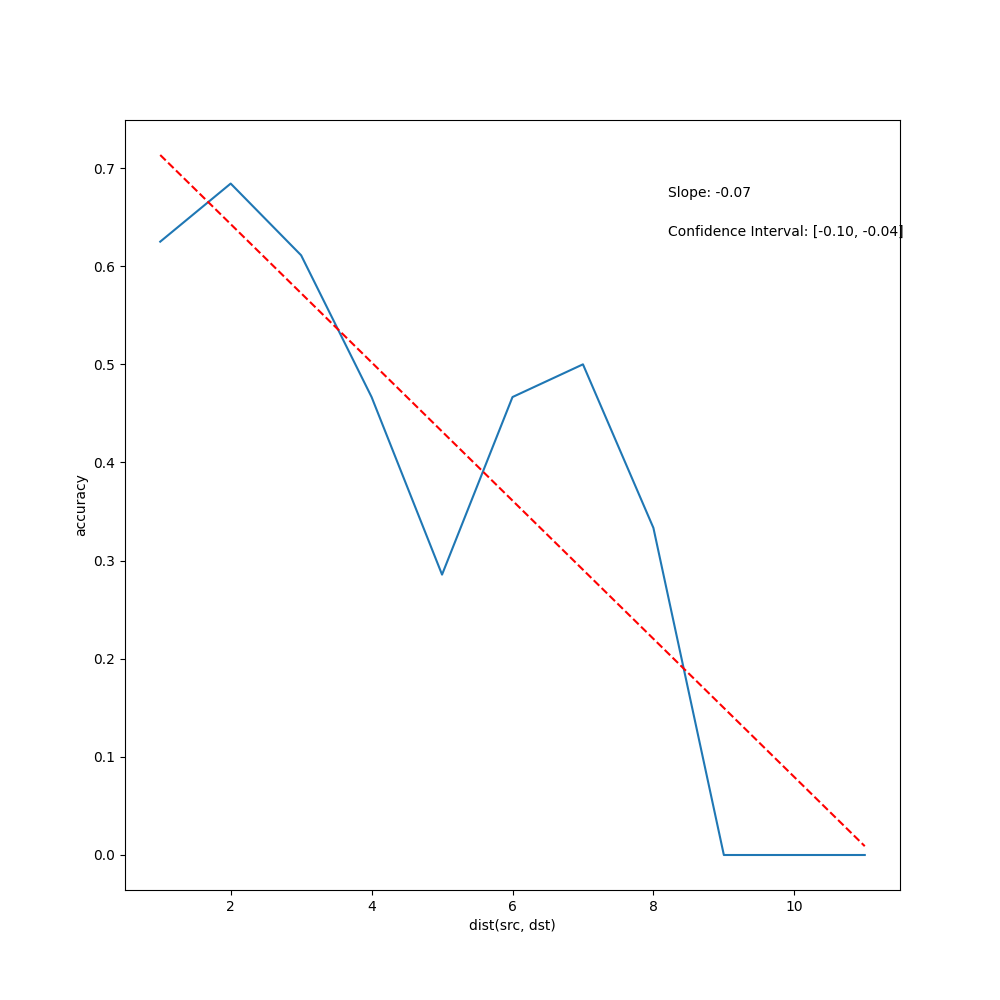 Slope: -0.07
Confidence Interval: [-0.10, -0.04]
accuracy
0.7
0.6
0.5
0.4
0.3
0.2
0.1
0.0
2 4 6 8 10
dist(src, dst)